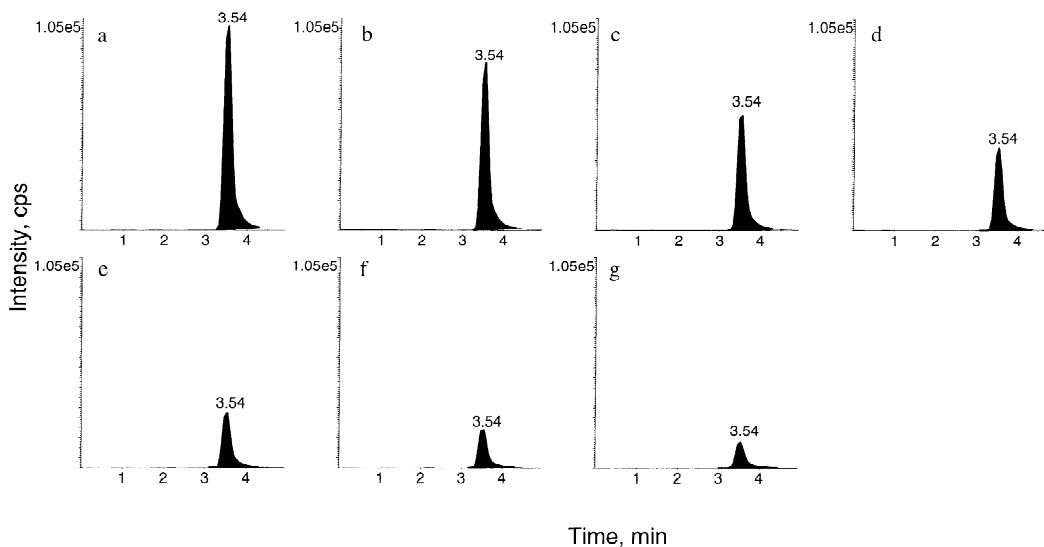 1.05e5 a 3.54
1.05e5 b 3.54
1.05e5 c 3.54
1.05e5 d 3.54
1 2 3 4
1 2 3 4
1 2 3 4
1 2 3 4
Intensity, cps
1.05e5 e 3.54
1.05e5 f 3.54
1.05e5 g 3.54
1 2 3 4
1 2 3 4
1 2 3 4
Time, min